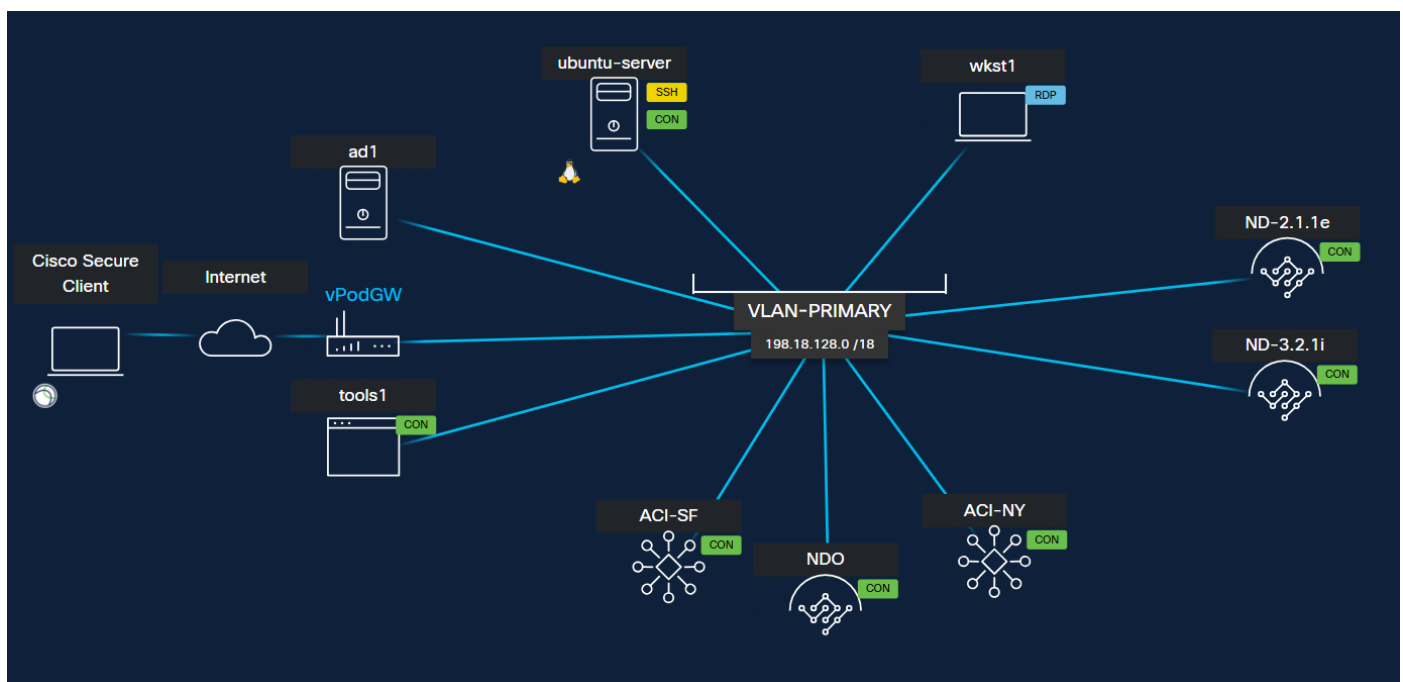 ubuntu-server
SSH
CON
wkst1
RDP
ad1
ND-2.1.1e
CON
Cisco Secure
Client
Internet
vPodGW
VLAN-PRIMARY
198.18.128.0 /18
ND-3.2.1i
CON
tools1
CON
ACI-SF
CON
NDO
CON
ACI-NY
CON